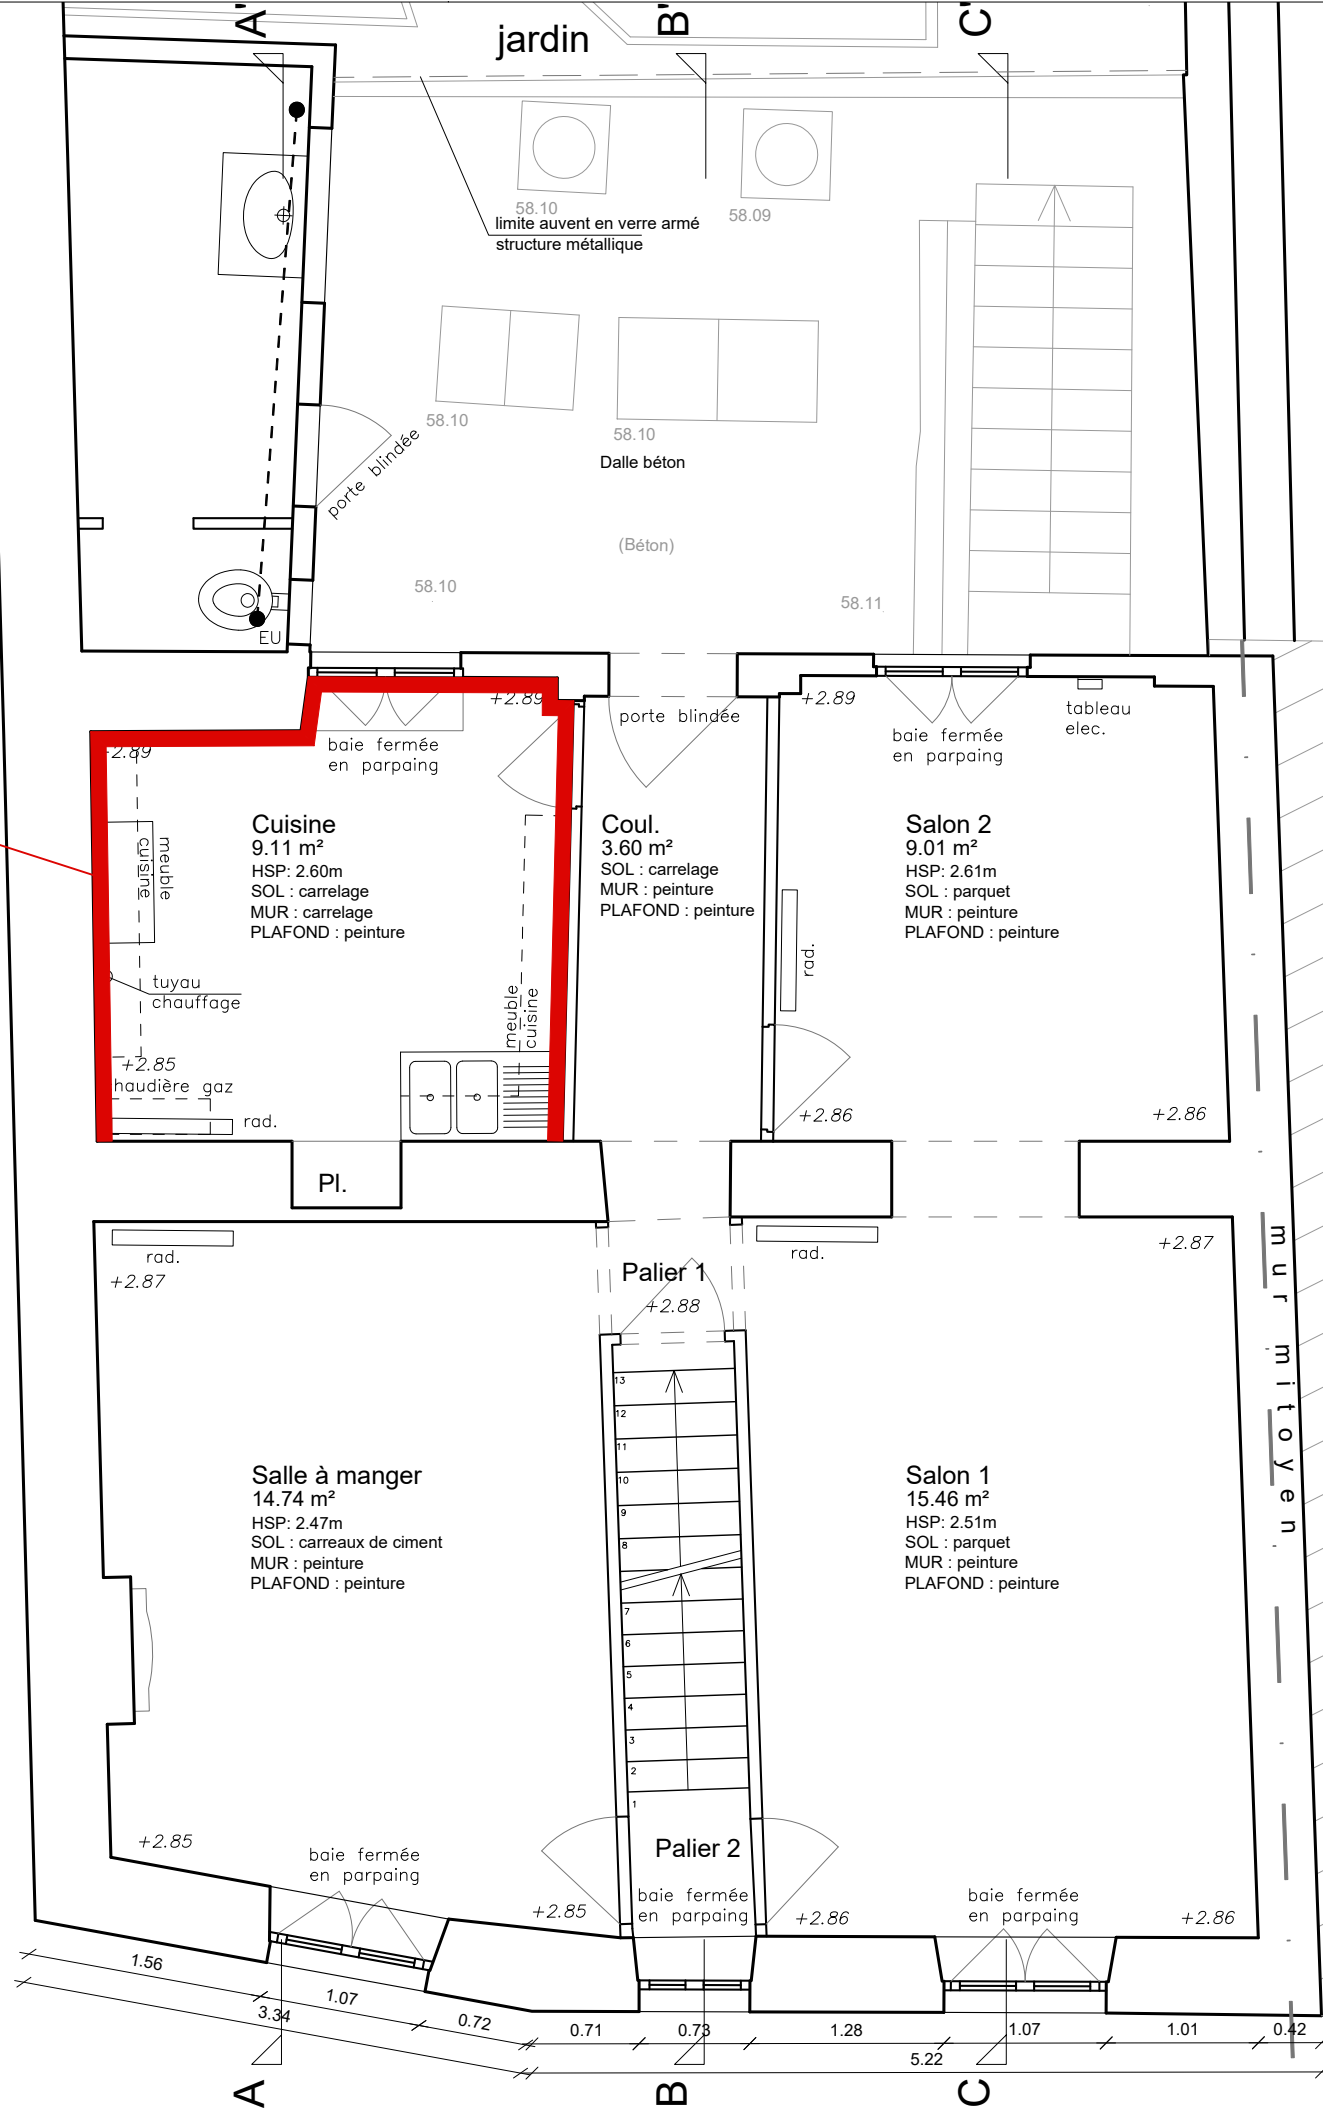 A'
B'
C'
jardin
58.10
58.09
limite auvent en verre armé
structure métallique
58.10
58.10
Dalle béton
porte blindée
(Béton)
58.10
58.11
EU
+2.89
porte blindée
+2.89
tableau
elec.
baie fermée
en parpaing
baie fermée
en parpaing
+2.89
Cuisine
9.11 m²
HSP: 2.60m
SOL : carrelage
MUR : carrelage
PLAFOND : peinture
Coul.
3.60 m²
SOL : carrelage
MUR : peinture
PLAFOND : peinture
Salon 2
9.01 m²
HSP: 2.61m
SOL : parquet
MUR : peinture
PLAFOND : peinture
meuble
cuisine
rad.
tuyau
chauffage
meuble
cuisine
+2.85
haudière gaz
rad.
+2.86
+2.86
Pl.
mur mitoyen
rad.
+2.87
Palier 1
+2.88
rad.
+2.87
13
12
11
10
9
8
7
6
5
4
3
2
1
Salle à manger
14.74 m²
HSP: 2.47m
SOL : carreaux de ciment
MUR : peinture
PLAFOND : peinture
Salon 1
15.46 m²
HSP: 2.51m
SOL : parquet
MUR : peinture
PLAFOND : peinture
+2.85
baie fermée
en parpaing
+2.85
Palier 2
baie fermée
en parpaing
+2.86
baie fermée
en parpaing
+2.86
1.56
1.07
0.72
3.34
0.71
0.73
1.28
1.07
1.01
0.42
5.22
A
B
C